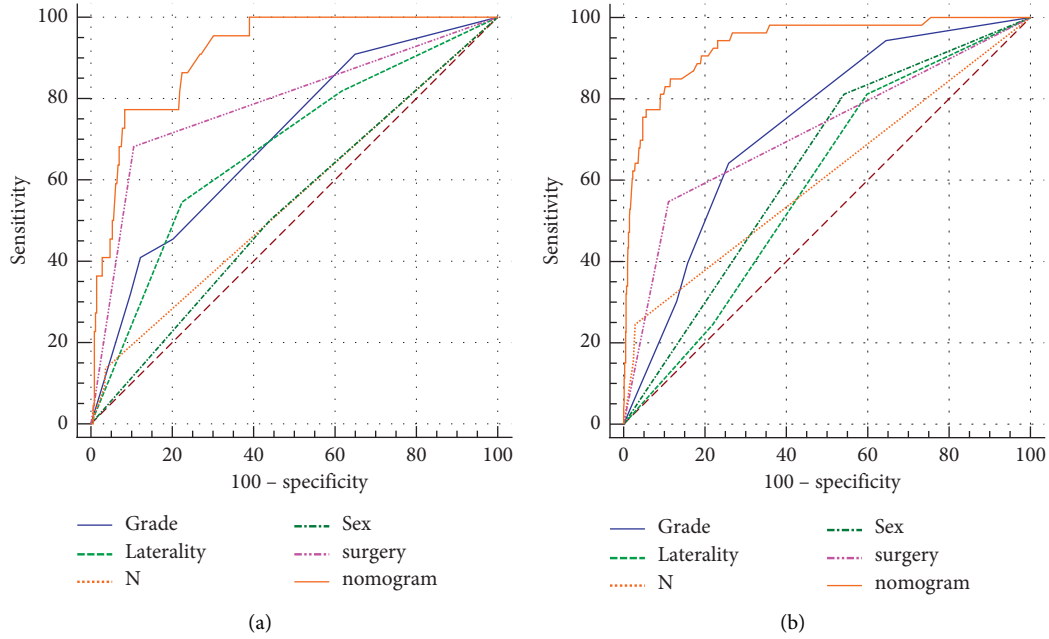 100
80
60
40
20
0
Sensitivity
0 20 40 60 80 100
100 – specificity
Grade
Laterality
N
Sex
surgery
nomogram
(a)
100
80
60
40
20
0
Sensitivity
0 20 40 60 80 100
100 – specificity
Grade
Laterality
N
Sex
surgery
nomogram
(b)